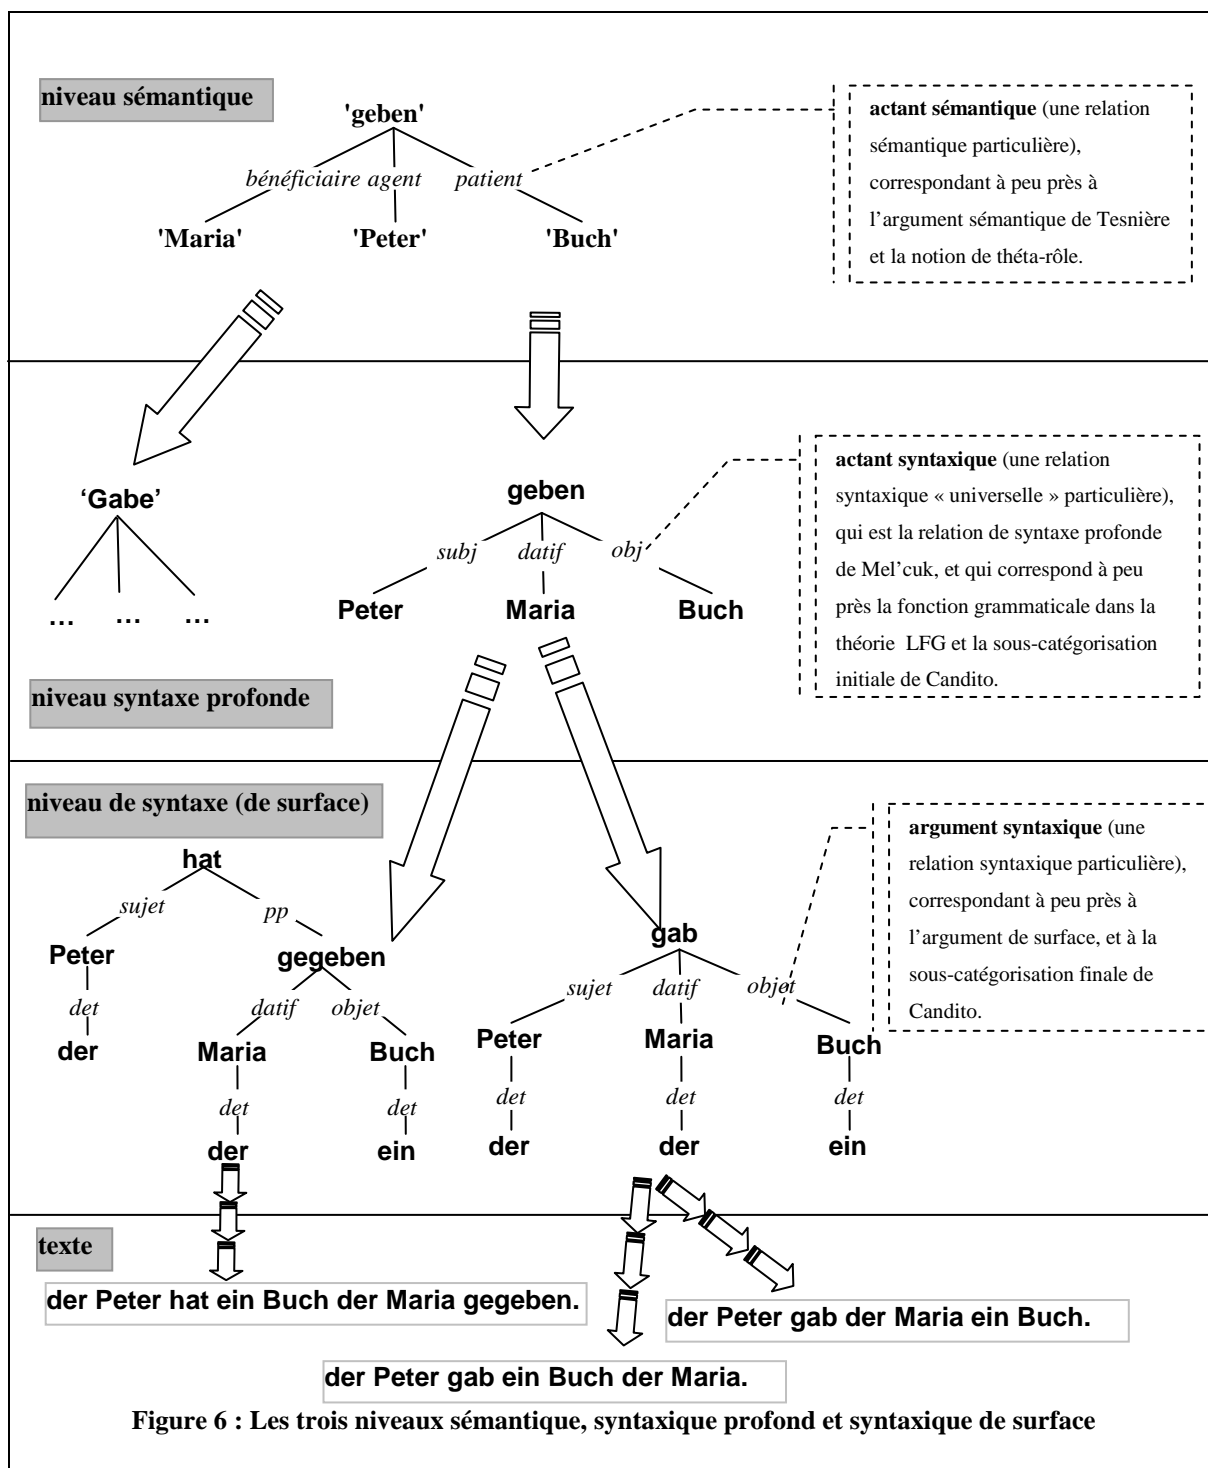 niveau sémantique
'geben'
bénéficiaire agent patient
'Maria' 'Peter' 'Buch'
actant sémantique (une relation
sémantique particulière),
correspondant à peu près à
l’argument sémantique de Tesnière
et la notion de théta-rôle.
‘Gabe’
... ... ...
geben
subj datif obj
Peter Maria Buch
actant syntaxique (une relation
syntaxique « universelle » particulière),
qui est la relation de syntaxe profonde
de Mel’cuk, et qui correspond à peu
près la fonction grammaticale dans la
théorie LFG et la sous-catégorisation
initiale de Candito.
niveau syntaxe profonde
niveau de syntaxe (de surface)
hat
sujet pp
Peter gegeben
det datif objet
der Maria Buch
det det
der ein
gab
sujet datif objet
Peter Maria Buch
det det det
der der ein
argument syntaxique (une
relation syntaxique particulière),
correspondant à peu près à
l’argument de surface, et à la
sous-catégorisation finale de
Candito.
texte
der Peter hat ein Buch der Maria gegeben.
der Peter gab der Maria ein Buch.
der Peter gab ein Buch der Maria.
Figure 6 : Les trois niveaux sémantique, syntaxique profond et syntaxique de surface